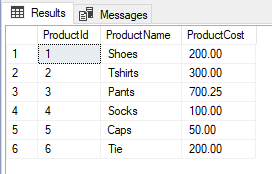 Results Messages
ProductId ProductName ProductCost
1 1 Shoes 200.00
2 2 Tshirts 300.00
3 3 Pants 700.25
4 4 Socks 100.00
5 5 Caps 50.00
6 6 Tie 200.00